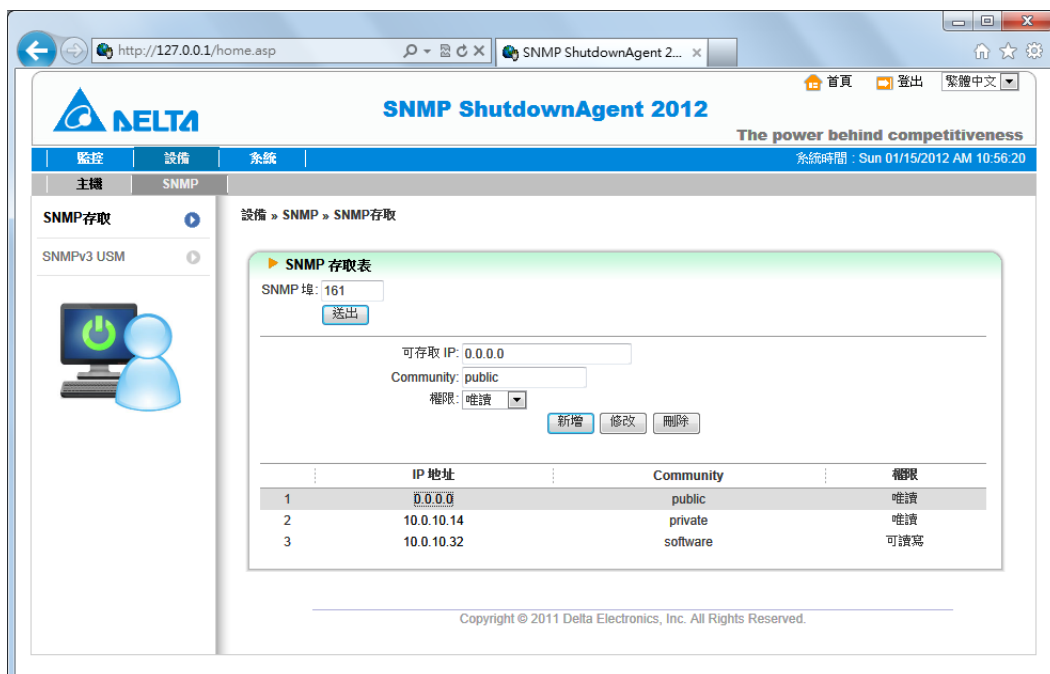 http://127.0.0.1/home.asp
SNMP ShutdownAgent 2...
首頁
登出
繁體中文
DELTA
SNMP ShutdownAgent 2012
The power behind competitiveness
監控 設備 系統 系統時間 : Sun 01/15/2012 AM 10:56:20
主機 SNMP
SNMP存取
SNMPv3 USM
設備 » SNMP » SNMP存取
SNMP 存取表
SNMP 埠: 161
送出
可存取 IP: 0.0.0.0
Community: public
權限: 唯讀
新增 修改 刪除
IP 地址 Community 權限
1 0.0.0.0 public 唯讀
2 10.0.10.14 private 唯讀
3 10.0.10.32 software 可讀寫
Copyright © 2011 Delta Electronics, Inc. All Rights Reserved.